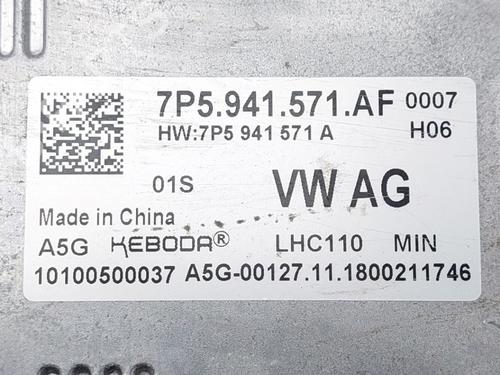 7P5.941.571.AF 0007
HW:7P5 941 571 A H06
01S VW AG
Made in China
A5G KEBODA® LHC110 MIN
10100500037 A5G-00127.11.1800211746